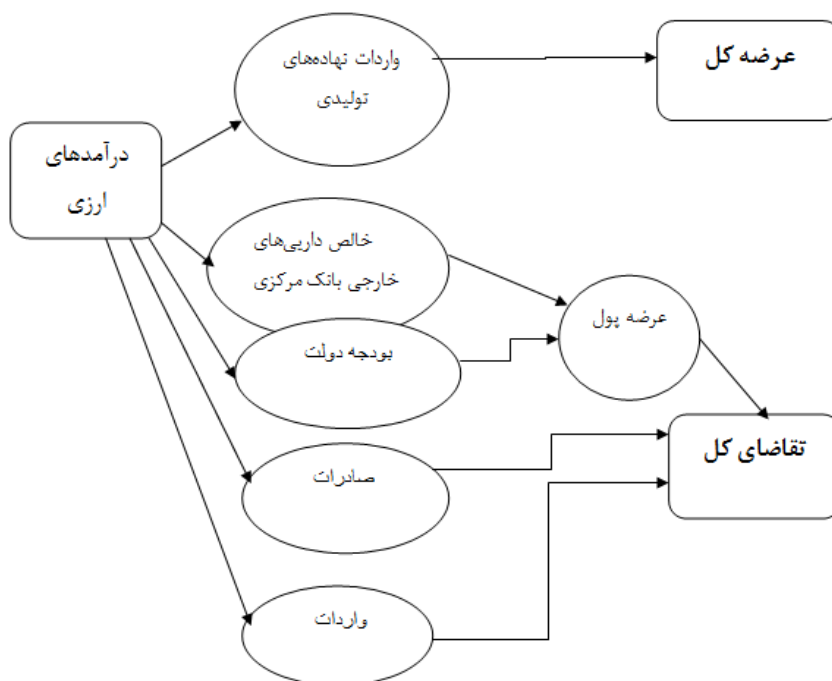 درآمدهای
ارزی
واردات نهاده‌های
تولیدی
عرضه کل
خالص داریی‌های
خارجی بانک مرکزی
بودجه دولت
عرضه پول
صادرات
تقاضای کل
واردات